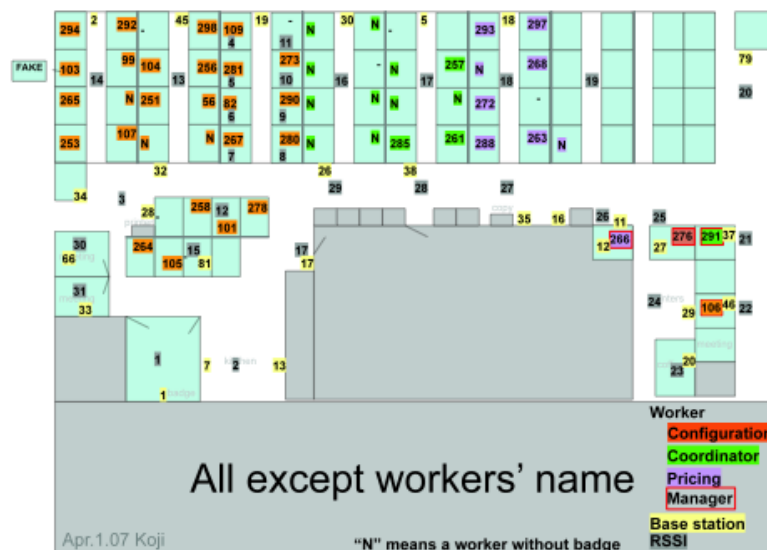 294 2 292 - 45 298 109 19 - N 30 N 5 18 293 297
4 11
99 273 N N 257 268 79
FAKE 103 104 256 281 - N
14 13 5 10 16 17 18 19 20
265 N 251 56 82 290 N N N N 272 -
6 9
253 107 N N 267 280 N N 285 261 288 263 N
7 8
32 26 38
29 28 27
34 3 258 12 278
28 copy 35 16 26 11 25
101
30 264 15 17 12 266 27 276 291 37 21
66 105 81 17
31 24 106 46 22
33 29
meeting
1 7 2 13 20
23
1 badge
Worker
Configuration
Coordinator
Pricing
Manager
All except workers' name
Base station
Apr.1.07 Koji "N" means a worker without badge RSSI